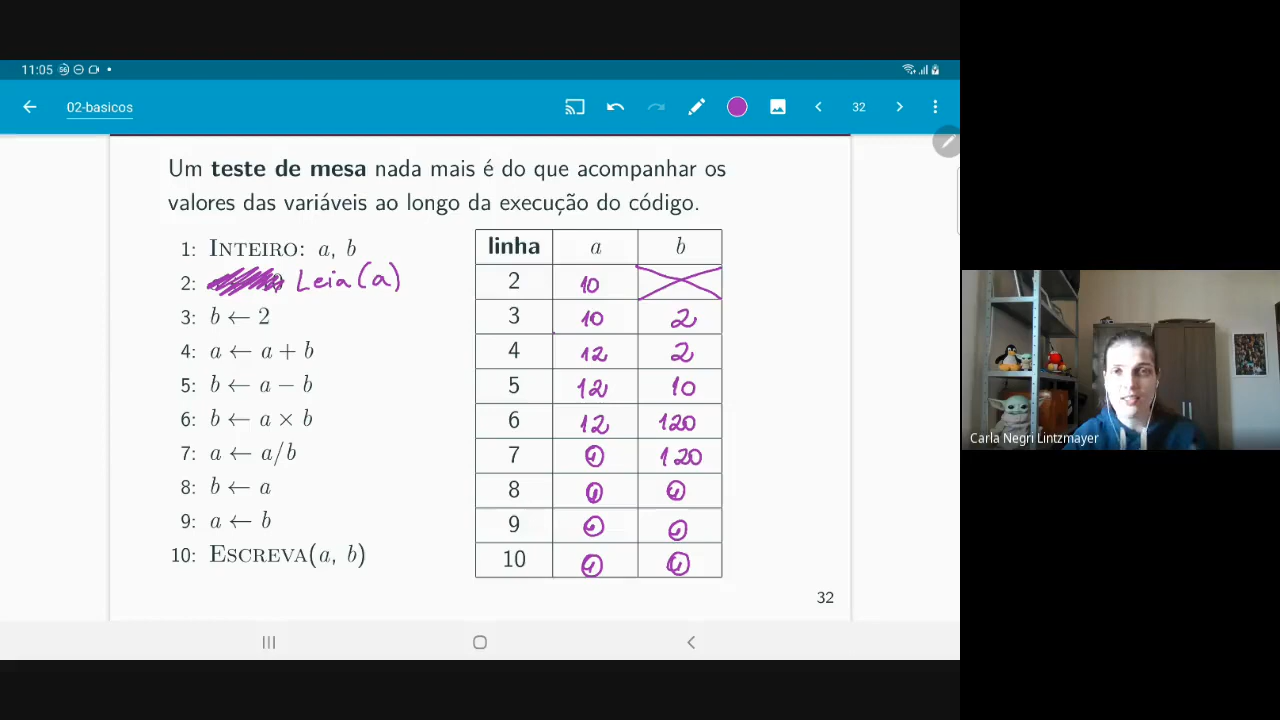 11:05
02-basicos
32
Um teste de mesa nada mais é do que acompanhar os
valores das variáveis ao longo da execução do código.
1: INTEIRO: a, b
2: Leia(a)
3: b ← 2
4: a ← a + b
5: b ← a − b
6: b ← a × b
7: a ← a/b
8: b ← a
9: a ← b
10: ESCREVA(a, b)
linha a b
2 10
3 10 2
4 12 2
5 12 10
6 12 120
7 0 120
8 0 0
9 0 0
10 0 0
32
Carla Negri Lintzmayer